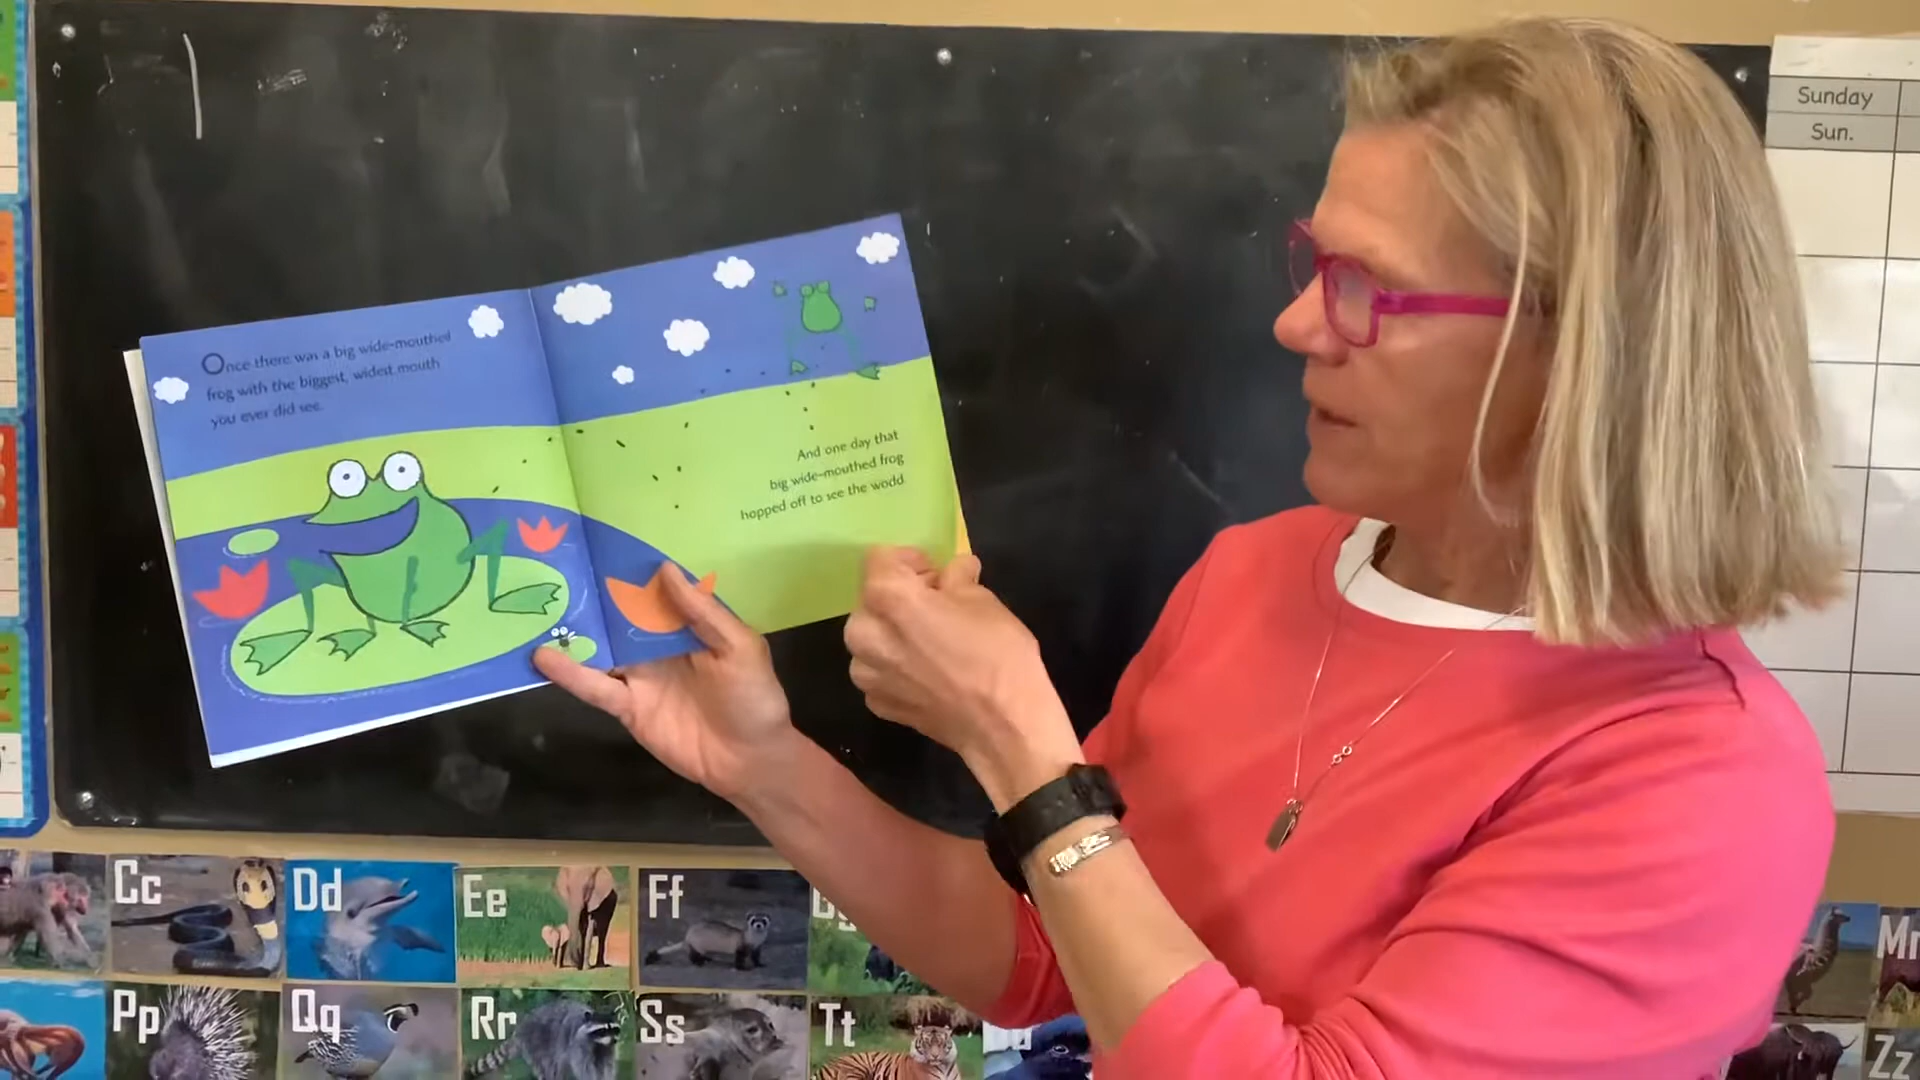 Once there was a big wide-mouthed
frog with the biggest, widest mouth
you ever did see.
And one day that
big wide-mouthed frog
hopped off to see the world.
Sunday
Sun.
Cc
Dd
Ee
Ff
Pp
Qq
Rr
Ss
Tt
Zz